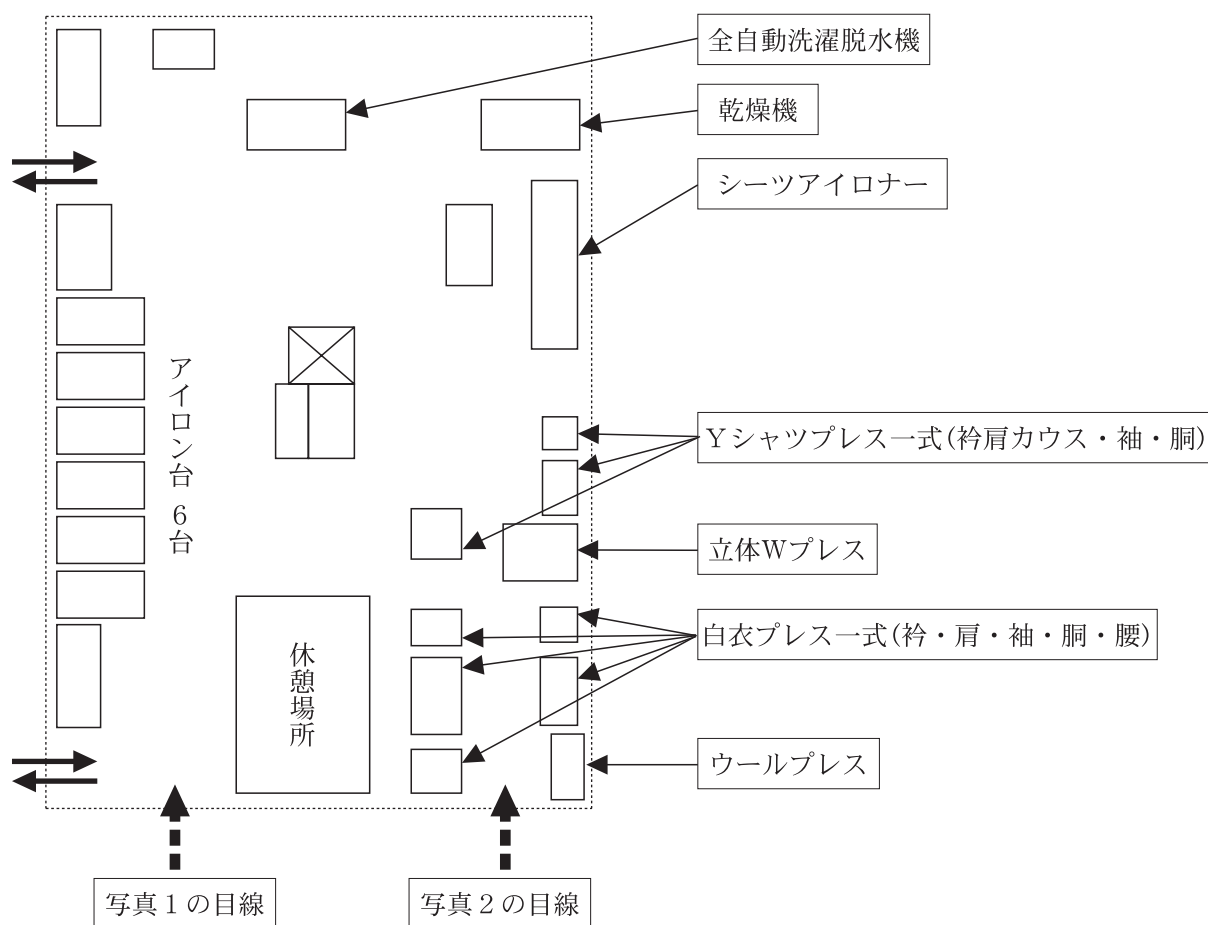 全自動洗濯脱水機
乾燥機
シーツアイロナー
アイロン台 6台
Yシャツプレス一式(衿肩カウス・袖・胴)
立体Wプレス
白衣プレス一式(衿・肩・袖・胴・腰)
休憩場所
ウールプレス
写真1の目線
写真2の目線